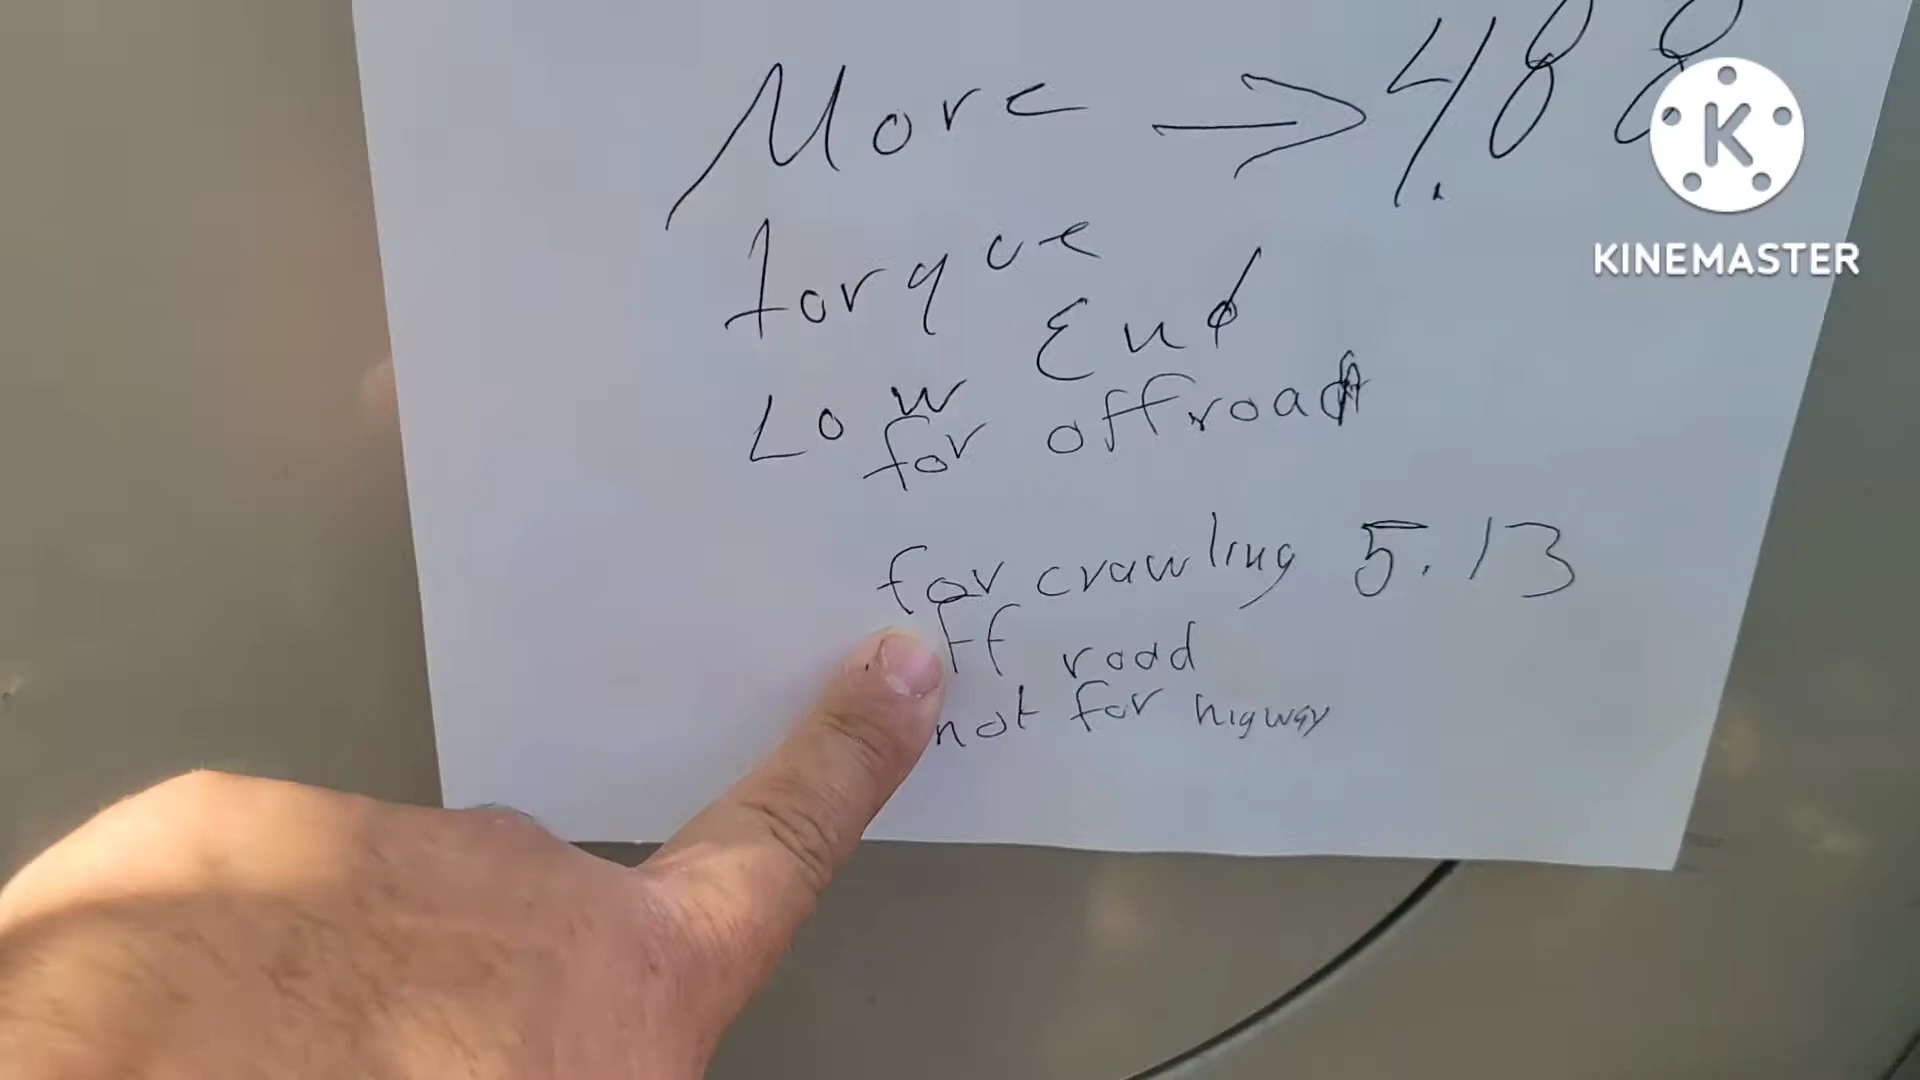 More → 4.88
torque
Low End
for offroad
for crawling 5.13
ff road
not for higway
K
KINEMASTER